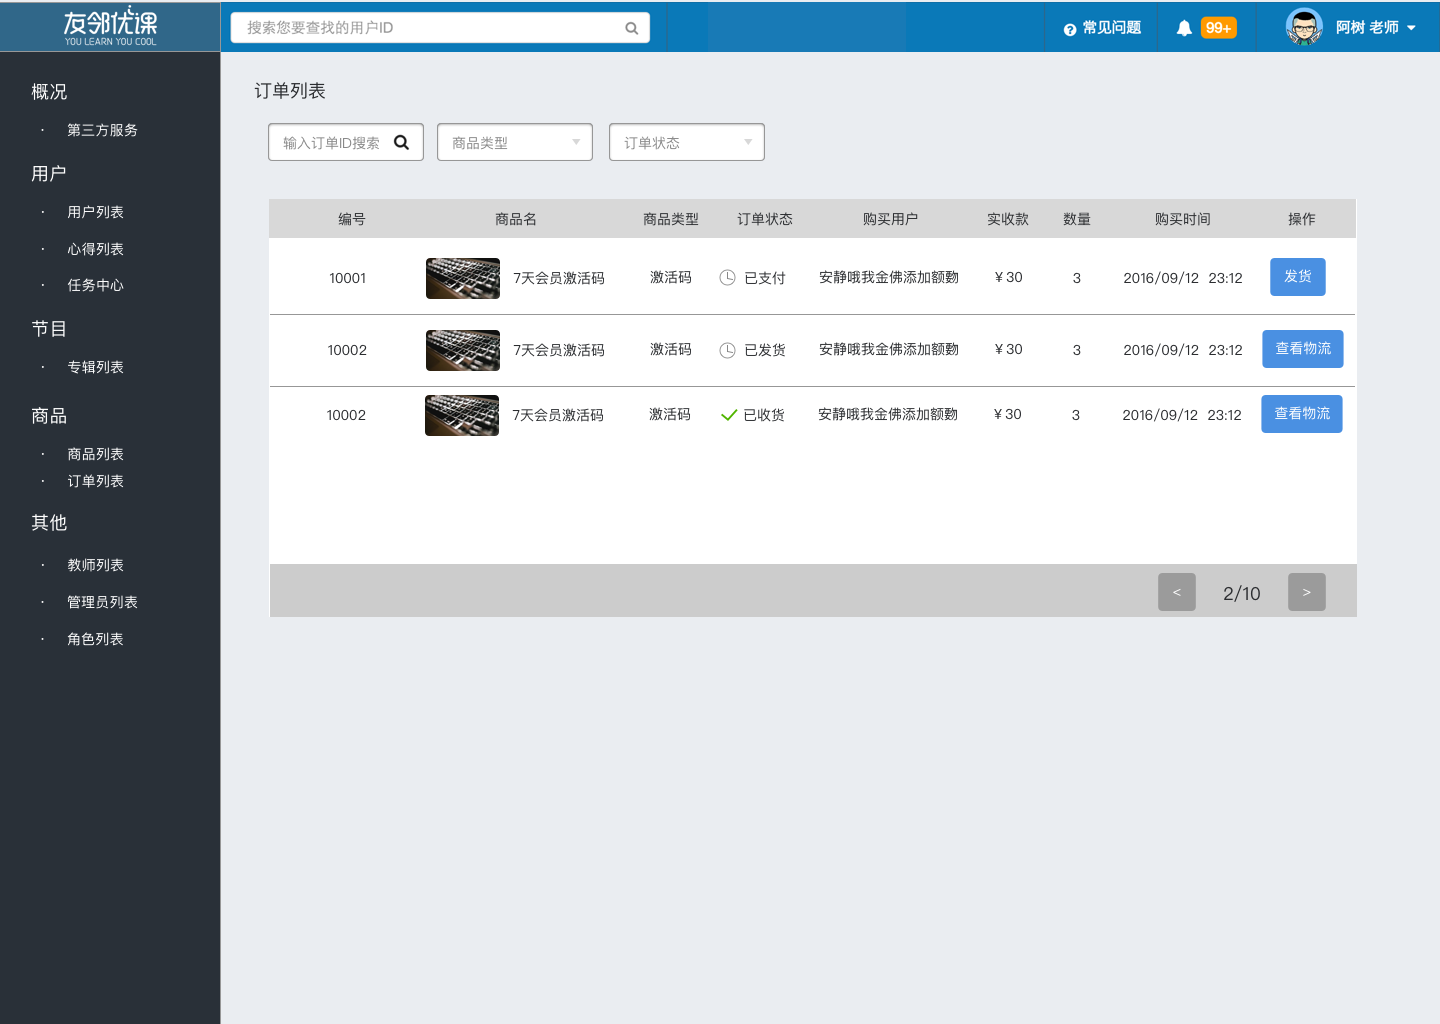 友邻优课
YOU LEARN YOU COOL
搜索您要查找的用户ID
常见问题
99+
阿树 老师
概况
· 第三方服务
用户
· 用户列表
· 心得列表
· 任务中心
节目
· 专辑列表
商品
· 商品列表
· 订单列表
其他
· 教师列表
· 管理员列表
· 角色列表
订单列表
输入订单ID搜索 商品类型 订单状态
编号 商品名 商品类型 订单状态 购买用户 实收款 数量 购买时间 操作
10001 7天会员激活码 激活码 已支付 安静哦我金佛添加额勠 ¥30 3 2016/09/12 23:12 发货
10002 7天会员激活码 激活码 已发货 安静哦我金佛添加额勠 ¥30 3 2016/09/12 23:12 查看物流
10002 7天会员激活码 激活码 已收货 安静哦我金佛添加额勠 ¥30 3 2016/09/12 23:12 查看物流
< 2/10 >